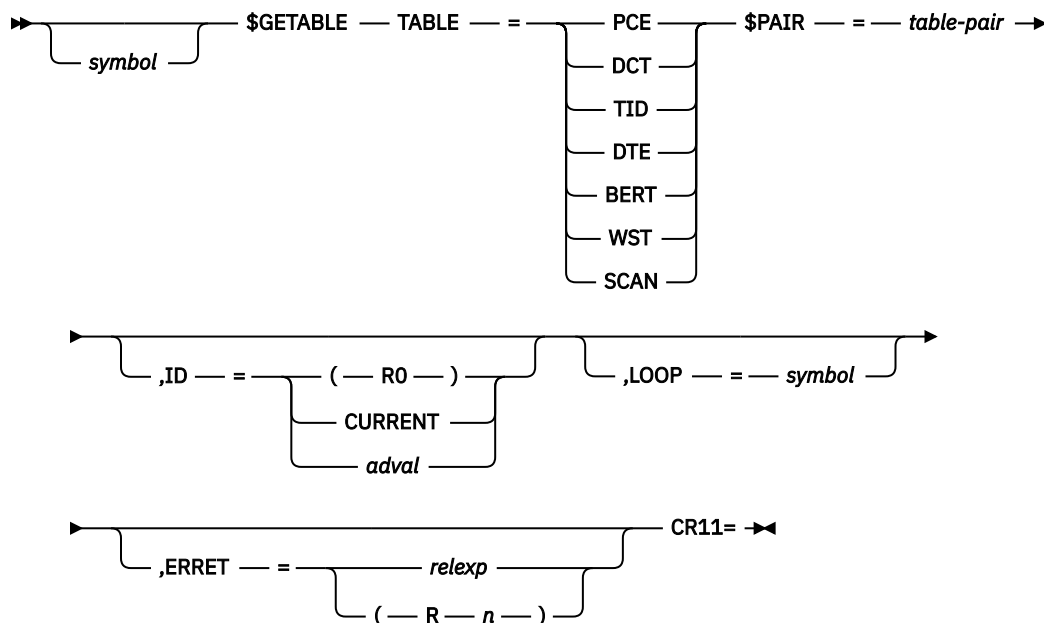 $GETABLE TABLE = PCE $PAIR = table-pair
symbol DCT
TID
DTE
BERT
WST
SCAN
,ID = ( R0 ) ,LOOP = symbol
CURRENT
adval
CR11=
,ERRET = relexp
( R n )